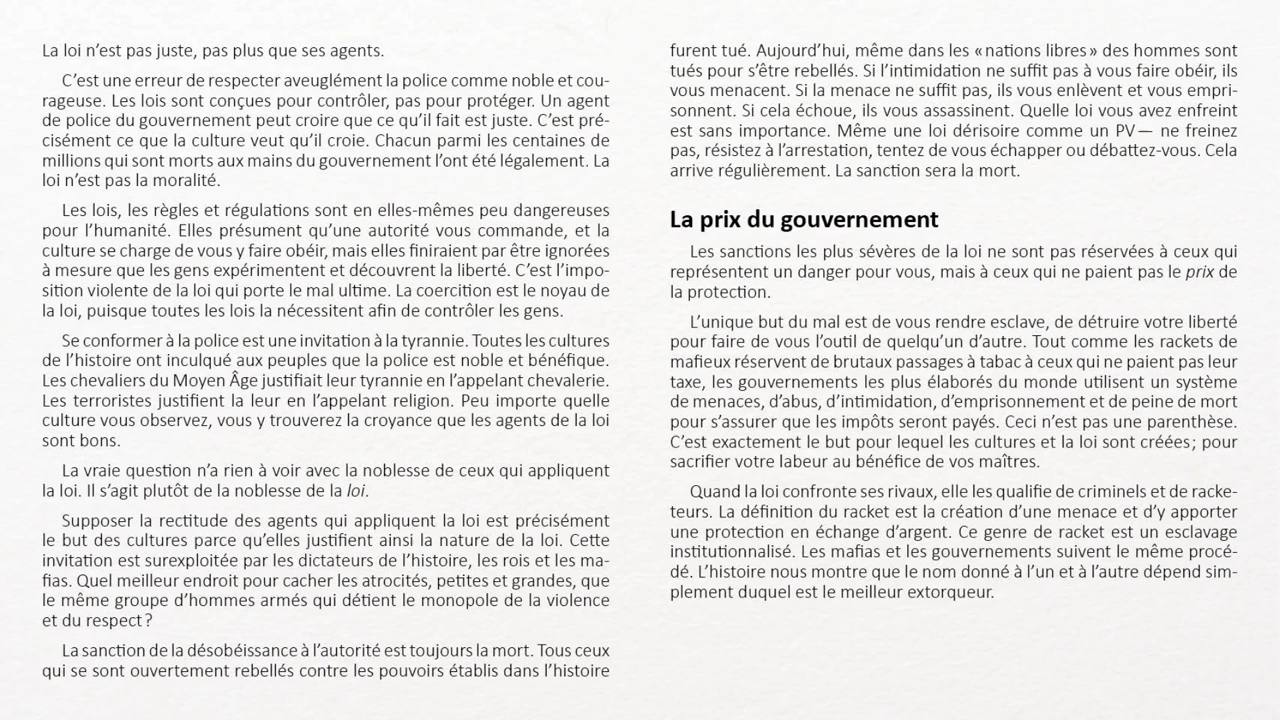 La loi n’est pas juste, pas plus que ses agents.
C’est une erreur de respecter aveuglément la police comme noble et cou-
rageuse. Les lois sont conçues pour contrôler, pas pour protéger. Un agent
de police du gouvernement peut croire que ce qu’il fait est juste. C’est pré-
cisément ce que la culture veut qu’il croie. Chacun parmi les centaines de
millions qui sont morts aux mains du gouvernement l’ont été légalement. La
loi n’est pas la moralité.
Les lois, les règles et régulations sont en elles-mêmes peu dangereuses
pour l’humanité. Elles présument qu’une autorité vous commande, et la
culture se charge de vous y faire obéir, mais elles finiraient par être ignorées
à mesure que les gens expérimentent et découvrent la liberté. C’est l’impo-
sition violente de la loi qui porte le mal ultime. La coercition est le noyau de
la loi, puisque toutes les lois la nécessitent afin de contrôler les gens.
Se conformer à la police est une invitation à la tyrannie. Toutes les cultures
de l’histoire ont inculqué aux peuples que la police est noble et bénéfique.
Les chevaliers du Moyen Âge justifiait leur tyrannie en l’appelant chevalerie.
Les terroristes justifient la leur en l’appelant religion. Peu importe quelle
culture vous observez, vous y trouverez la croyance que les agents de la loi
sont bons.
La vraie question n’a rien à voir avec la noblesse de ceux qui appliquent
la loi. Il s’agit plutôt de la noblesse de la loi.
Supposer la rectitude des agents qui appliquent la loi est précisément
le but des cultures parce qu’elles justifient ainsi la nature de la loi. Cette
invitation est surexploitée par les dictateurs de l’histoire, les rois et les ma-
fias. Quel meilleur endroit pour cacher les atrocités, petites et grandes, que
le même groupe d’hommes armés qui détient le monopole de la violence
et du respect ?
La sanction de la désobéissance à l’autorité est toujours la mort. Tous ceux
qui se sont ouvertement rebellés contre les pouvoirs établis dans l’histoire
furent tué. Aujourd’hui, même dans les « nations libres » des hommes sont
tués pour s’être rebellés. Si l’intimidation ne suffit pas à vous faire obéir, ils
vous menacent. Si la menace ne suffit pas, ils vous enlèvent et vous empri-
sonnent. Si cela échoue, ils vous assassinent. Quelle loi vous avez enfreint
est sans importance. Même une loi dérisoire comme un PV — ne freinez
pas, résistez à l’arrestation, tentez de vous échapper ou débattez-vous. Cela
arrive régulièrement. La sanction sera la mort.
La prix du gouvernement
Les sanctions les plus sévères de la loi ne sont pas réservées à ceux qui
représentent un danger pour vous, mais à ceux qui ne paient pas le prix de
la protection.
L’unique but du mal est de vous rendre esclave, de détruire votre liberté
pour faire de vous l’outil de quelqu’un d’autre. Tout comme les rackets de
mafieux réservent de brutaux passages à tabac à ceux qui ne paient pas leur
taxe, les gouvernements les plus élaborés du monde utilisent un système
de menaces, d’abus, d’intimidation, d’emprisonnement et de peine de mort
pour s’assurer que les impôts seront payés. Ceci n’est pas une parenthèse.
C’est exactement le but pour lequel les cultures et la loi sont créées ; pour
sacrifier votre labeur au bénéfice de vos maîtres.
Quand la loi confronte ses rivaux, elle les qualifie de criminels et de racke-
teurs. La définition du racket est la création d’une menace et d’y apporter
une protection en échange d’argent. Ce genre de racket est un esclavage
institutionnalisé. Les mafias et les gouvernements suivent le même procé-
dé. L’histoire nous montre que le nom donné à l’un et à l’autre dépend sim-
plement duquel est le meilleur extorqueur.